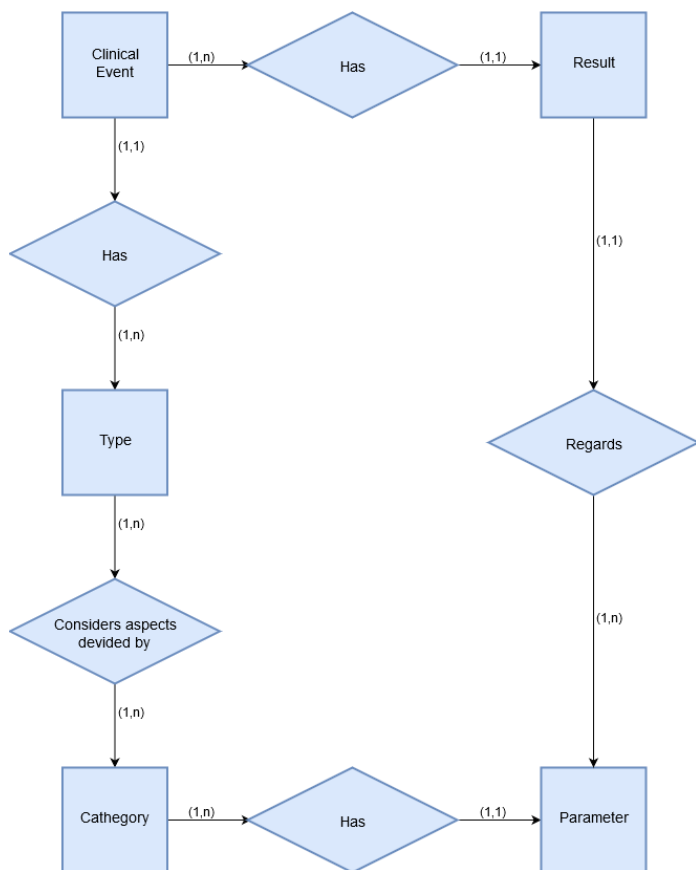 Clinical
Event
(1,n)
Has
(1,1)
Result
(1,1)
Has
(1,n)
(1,1)
Type
Regards
(1,n)
Considers aspects
devided by
(1,n)
(1,n)
Cathegory
(1,n)
Has
(1,1)
Parameter